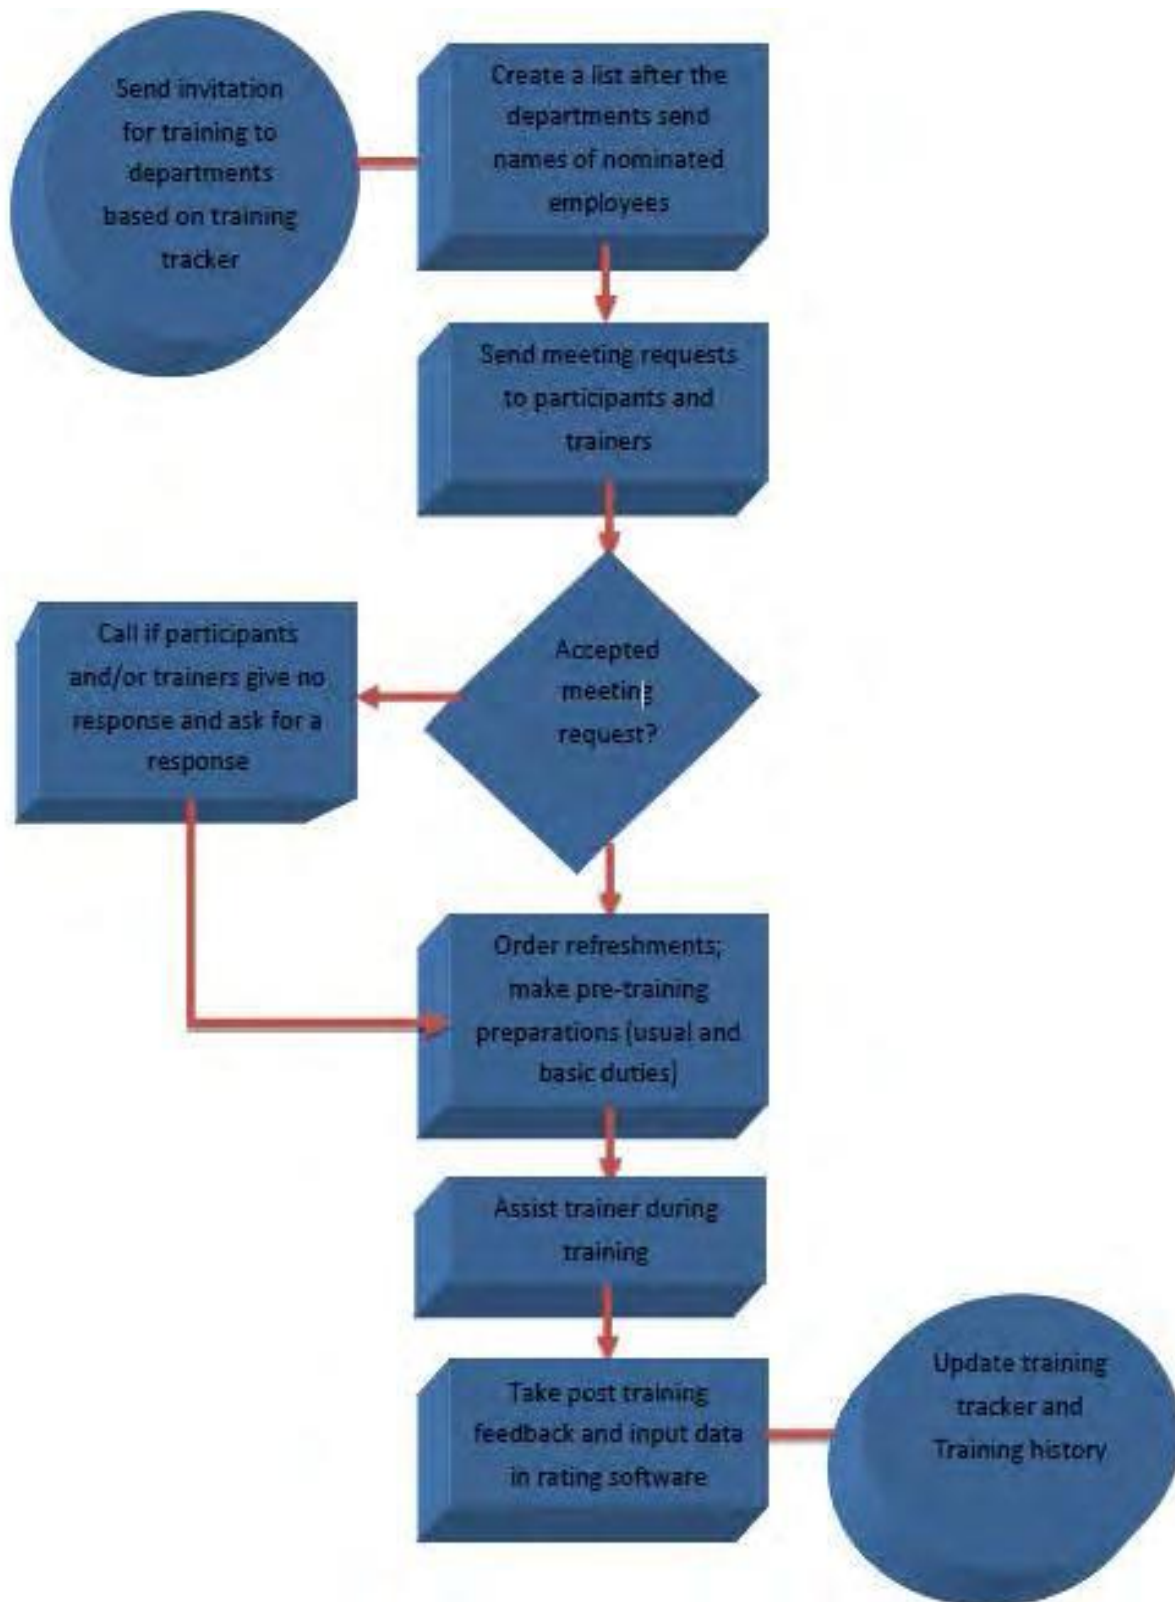 Send invitation
for training to
departments
based on training
tracker
Create a list after the
departments send
names of nominated
employees
Send meeting requests
to participants and
trainers
Accepted
meeting
request?
Call if participants
and/or trainers give no
response and ask for a
response
Order refreshments;
make pre-training
preparations (usual and
basic duties)
Assist trainer during
training
Take post training
feedback and input data
in rating software
Update training
tracker and
Training history